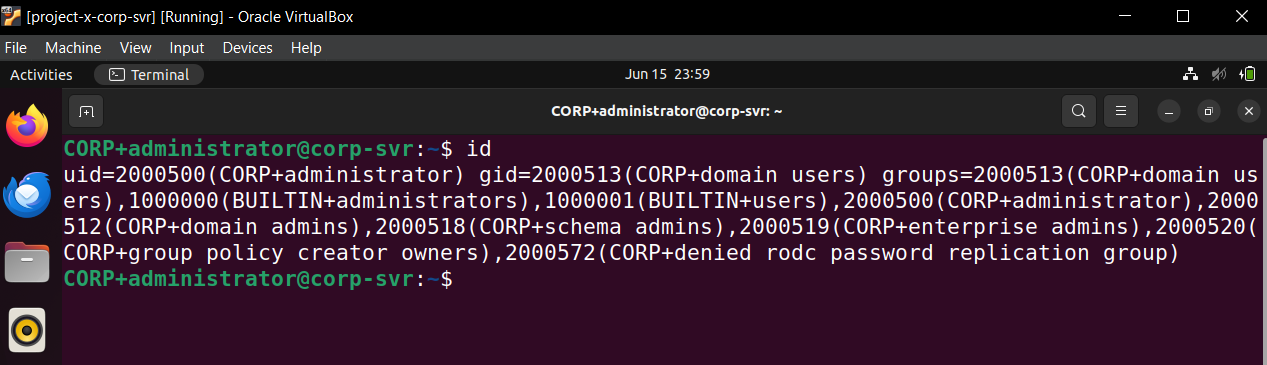 [project-x-corp-svr] [Running] - Oracle VirtualBox
File Machine View Input Devices Help
Activities Terminal Jun 15 23:59
CORP+administrator@corp-svr: ~
CORP+administrator@corp-svr:~$ id
uid=2000500(CORP+administrator) gid=2000513(CORP+domain users) groups=2000513(CORP+domain us
ers),1000000(BUILTIN+administrators),1000001(BUILTIN+users),2000500(CORP+administrator),2000
512(CORP+domain admins),2000518(CORP+schema admins),2000519(CORP+enterprise admins),2000520(
CORP+group policy creator owners),2000572(CORP+denied rodc password replication group)
CORP+administrator@corp-svr:~$